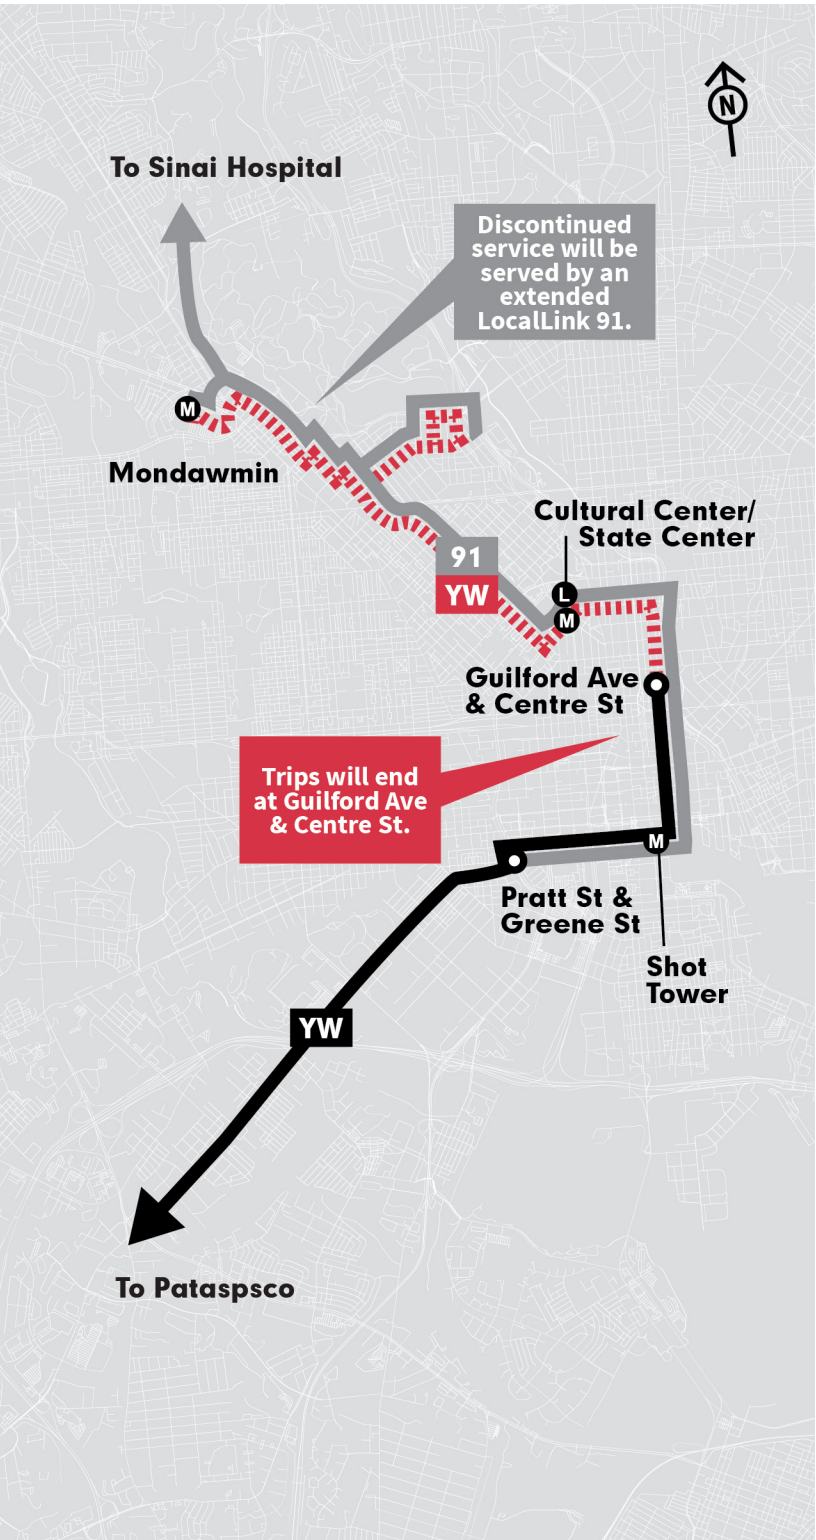 N
To Sinai Hospital
Discontinued
service will be
served by an
extended
LocalLink 91.
M
Mondawmin
Cultural Center/
State Center
91
YW
L
M
Guilford Ave
& Centre St
Trips will end
at Guilford Ave
& Centre St.
M
Pratt St &
Greene St
Shot
Tower
YW
To Pataspsco